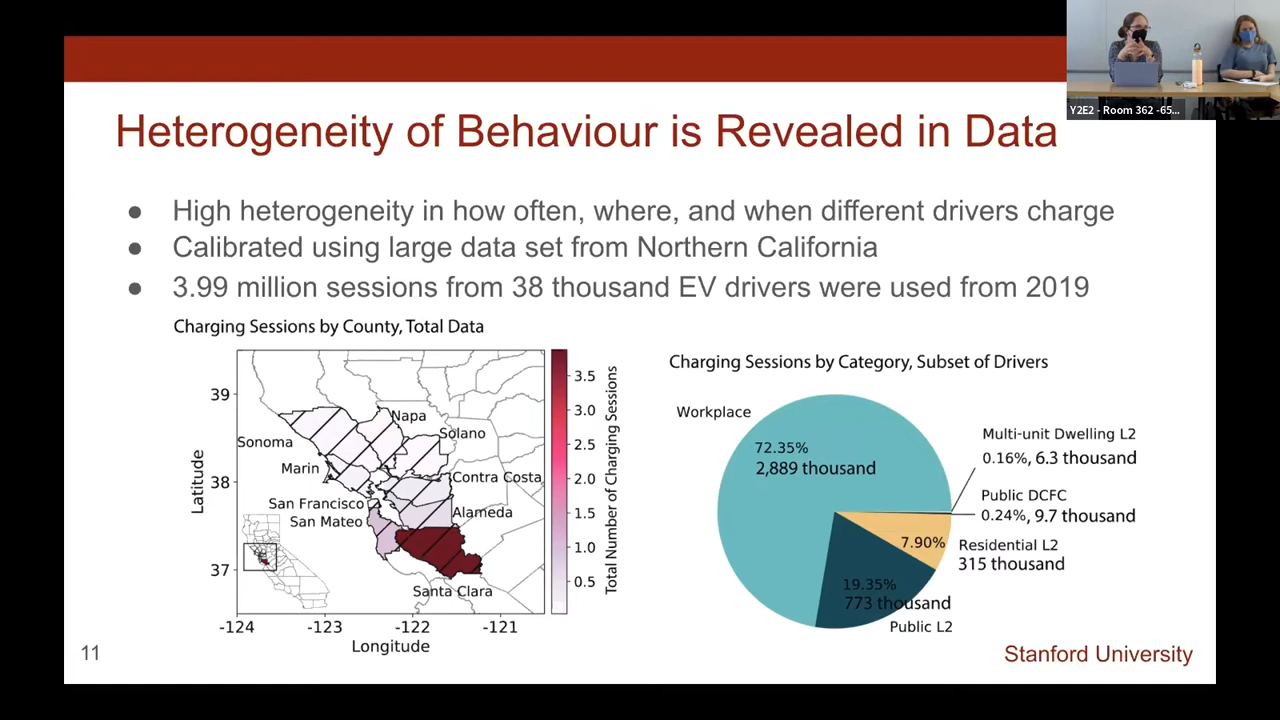 Y2E2 - Room 362 -65...
Heterogeneity of Behaviour is Revealed in Data
● High heterogeneity in how often, where, and when different drivers charge
● Calibrated using large data set from Northern California
● 3.99 million sessions from 38 thousand EV drivers were used from 2019
Charging Sessions by County, Total Data
39
38
37
Latitude
-124
-123
-122
-121
Longitude
Napa
Sonoma
Solano
Marin
Contra Costa
San Francisco
Alameda
San Mateo
Santa Clara
3.5
3.0
2.5
2.0
1.5
1.0
0.5
Total Number of Charging Sessions
Charging Sessions by Category, Subset of Drivers
Workplace
72.35%
2,889 thousand
Multi-unit Dwelling L2
0.16%, 6.3 thousand
Public DCFC
0.24%, 9.7 thousand
7.90%
Residential L2
315 thousand
19.35%
773 thousand
Public L2
11
Stanford University